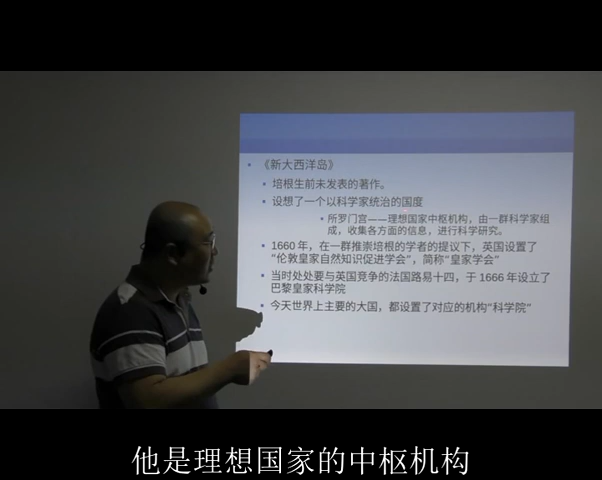 《新大西洋岛》
培根生前未发表的著作。
设想了一个以科学家统治的国度
所罗门宫——理想国家中枢机构，由一群科学家组
成，收集各方面的信息，进行科学研究。
1660 年，在一群推崇培根的学者的提议下，英国设置了
“伦敦皇家自然知识促进学会”，简称“皇家学会”
当时处处要与英国竞争的法国路易十四，于 1666 年设立了
巴黎皇家科学院
今天世界上主要的大国，都设置了对应的机构“科学院”
他是理想国家的中枢机构